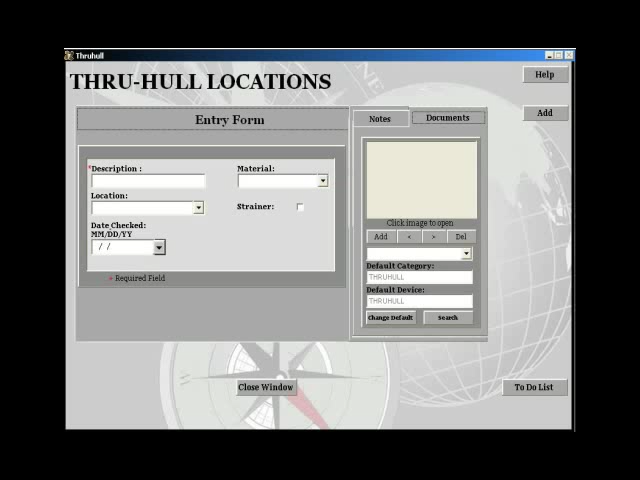 Thruhull
THRU-HULL LOCATIONS
Help
Add
Entry Form
Notes
Documents
*Description :
Material:
Location:
Strainer:
Date Checked:
MM/DD/YY
/ /
* Required Field
Click image to open
Add < > Del
Default Category:
THRUHULL
Default Device:
THRUHULL
Change Default
Search
Close Window
To Do List